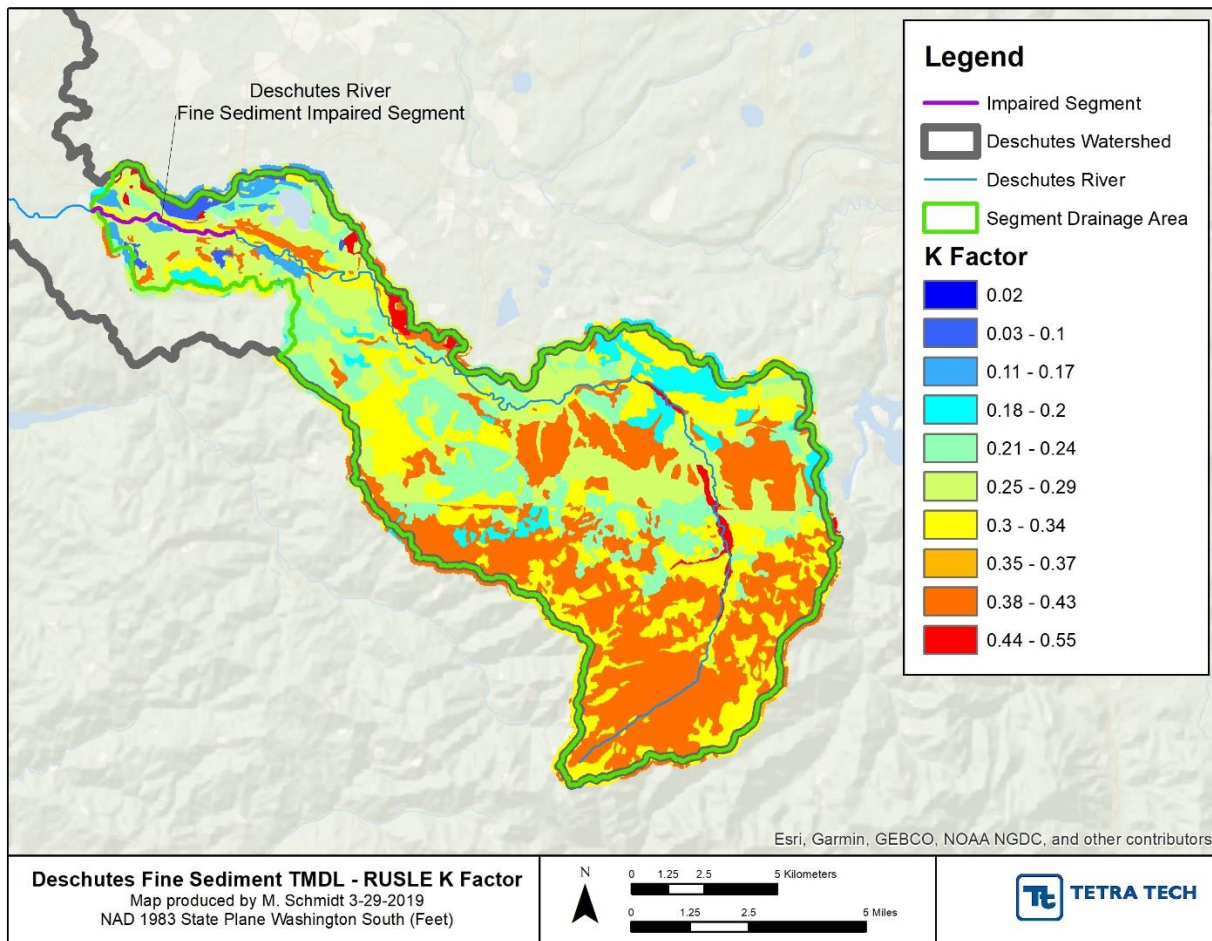 Deschutes River
Fine Sediment Impaired Segment
Legend
Impaired Segment
Deschutes Watershed
Deschutes River
Segment Drainage Area
K Factor
0.02
0.03 - 0.1
0.11 - 0.17
0.18 - 0.2
0.21 - 0.24
0.25 - 0.29
0.3 - 0.34
0.35 - 0.37
0.38 - 0.43
0.44 - 0.55
Esri, Garmin, GEBCO, NOAA NGDC, and other contributors
Deschutes Fine Sediment TMDL - RUSLE K Factor
Map produced by M. Schmidt 3-29-2019
NAD 1983 State Plane Washington South (Feet)
N
0 1.25 2.5 5 Kilometers
0 1.25 2.5 5 Miles
Tt TETRA TECH